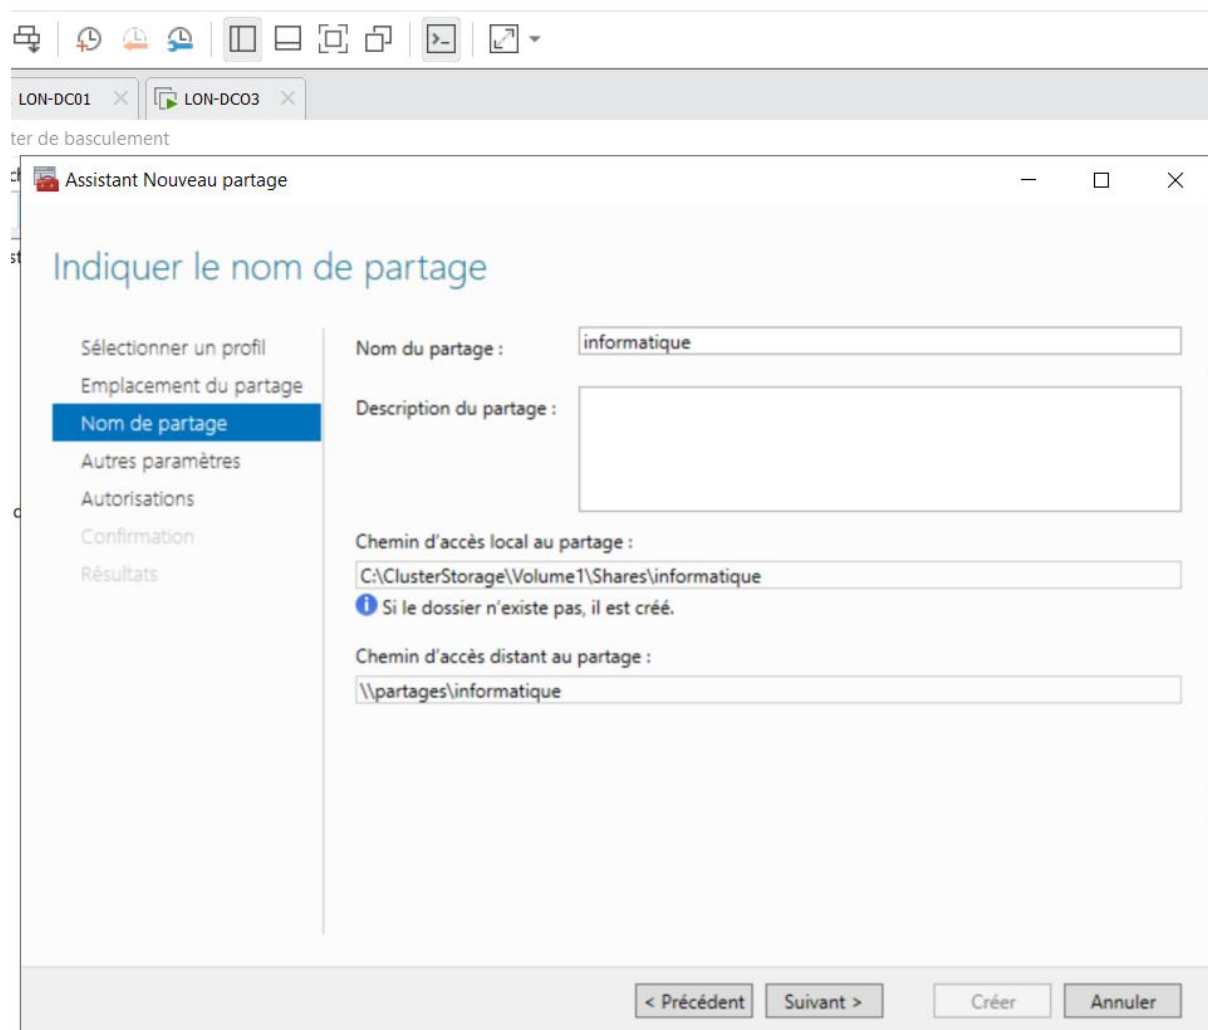 LON-DC01
LON-DCO3
ter de basculement
Assistant Nouveau partage
Indiquer le nom de partage
Sélectionner un profil
Emplacement du partage
Nom de partage
Autres paramètres
Autorisations
Confirmation
Résultats
Nom du partage :
informatique
Description du partage :
Chemin d'accès local au partage :
C:\ClusterStorage\Volume1\Shares\informatique
Si le dossier n'existe pas, il est créé.
Chemin d'accès distant au partage :
\\partages\informatique
< Précédent
Suivant >
Créer
Annuler